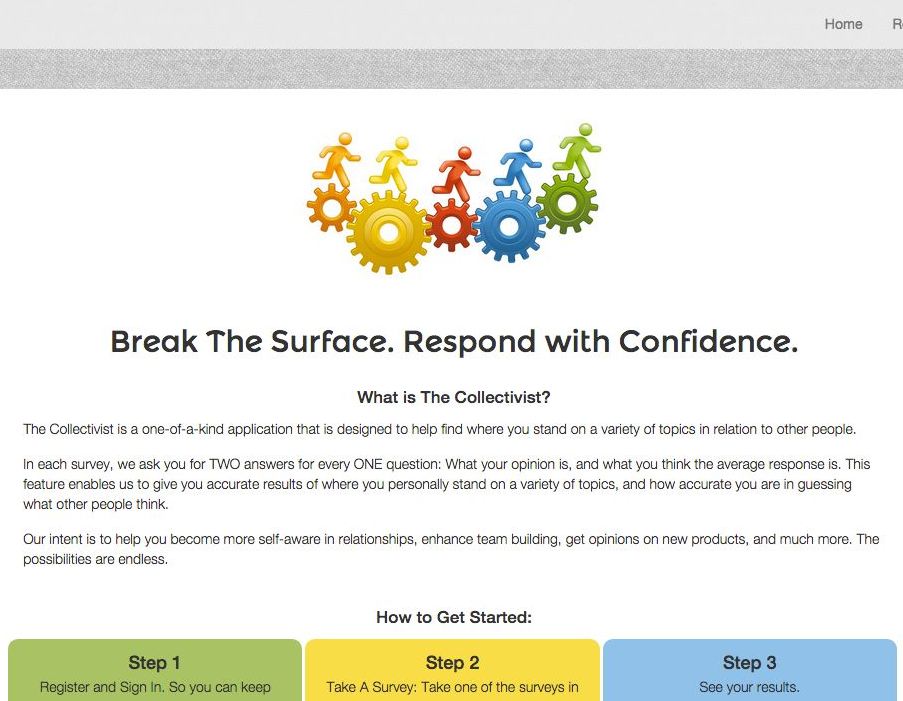 Home
Break The Surface. Respond with Confidence.
What is The Collectivist?
The Collectivist is a one-of-a-kind application that is designed to help find where you stand on a variety of topics in relation to other people.
In each survey, we ask you for TWO answers for every ONE question: What your opinion is, and what you think the average response is. This
feature enables us to give you accurate results of where you personally stand on a variety of topics, and how accurate you are in guessing
what other people think.
Our intent is to help you become more self-aware in relationships, enhance team building, get opinions on new products, and much more. The
possibilities are endless.
How to Get Started:
Step 1
Register and Sign In. So you can keep
Step 2
Take A Survey: Take one of the surveys in
Step 3
See your results.